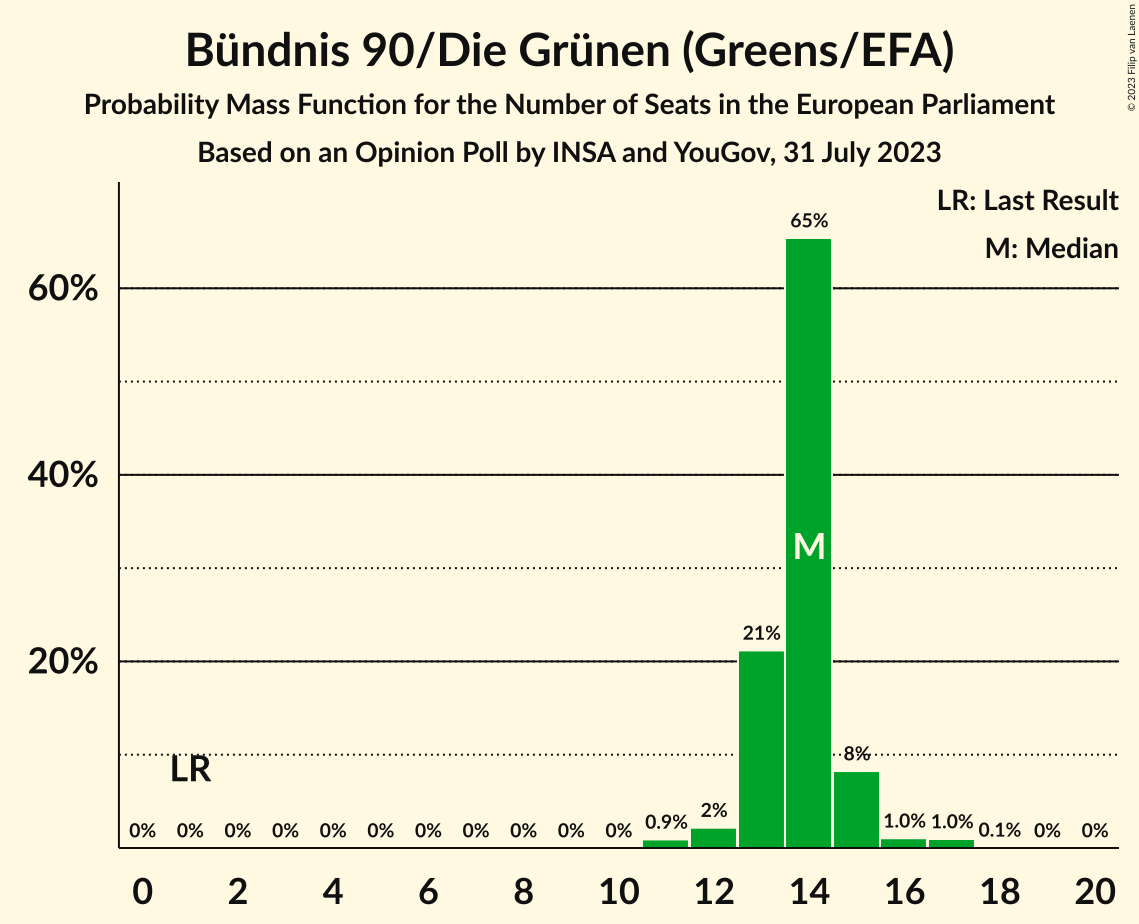 Bündnis 90/Die Grünen (Greens/EFA)
Probability Mass Function for the Number of Seats in the European Parliament
Based on an Opinion Poll by INSA and YouGov, 31 July 2023
© 2023 Filip van Laenen
LR: Last Result
M: Median
65%
60%
40%
M
21%
20%
8%
LR
0% 0% 0% 0% 0% 0% 0% 0% 0% 0% 0% 0.9% 2% 1.0% 1.0% 0.1% 0% 0%
0 2 4 6 8 10 12 14 16 18 20